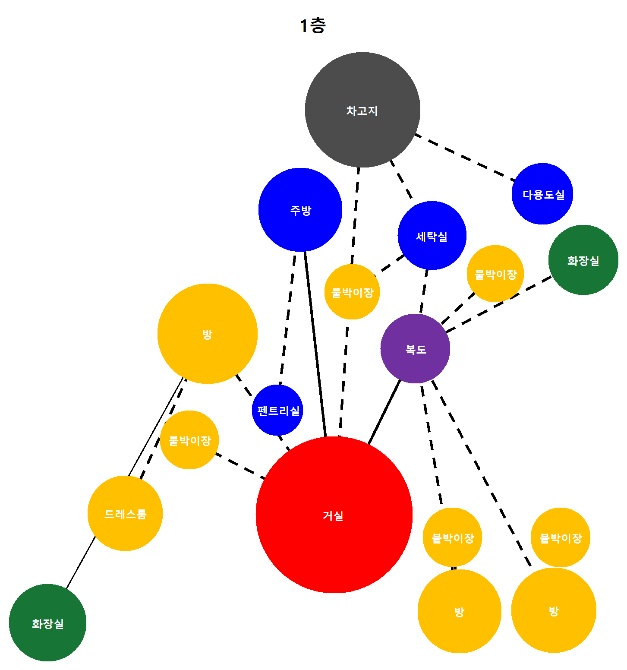 1층
차고지
다용도실
주방
세탁실
화장실
붙박이장
붙박이장
방
복도
펜트리실
붙박이장
드레스룸
거실
붙박이장
붙박이장
화장실
방
방